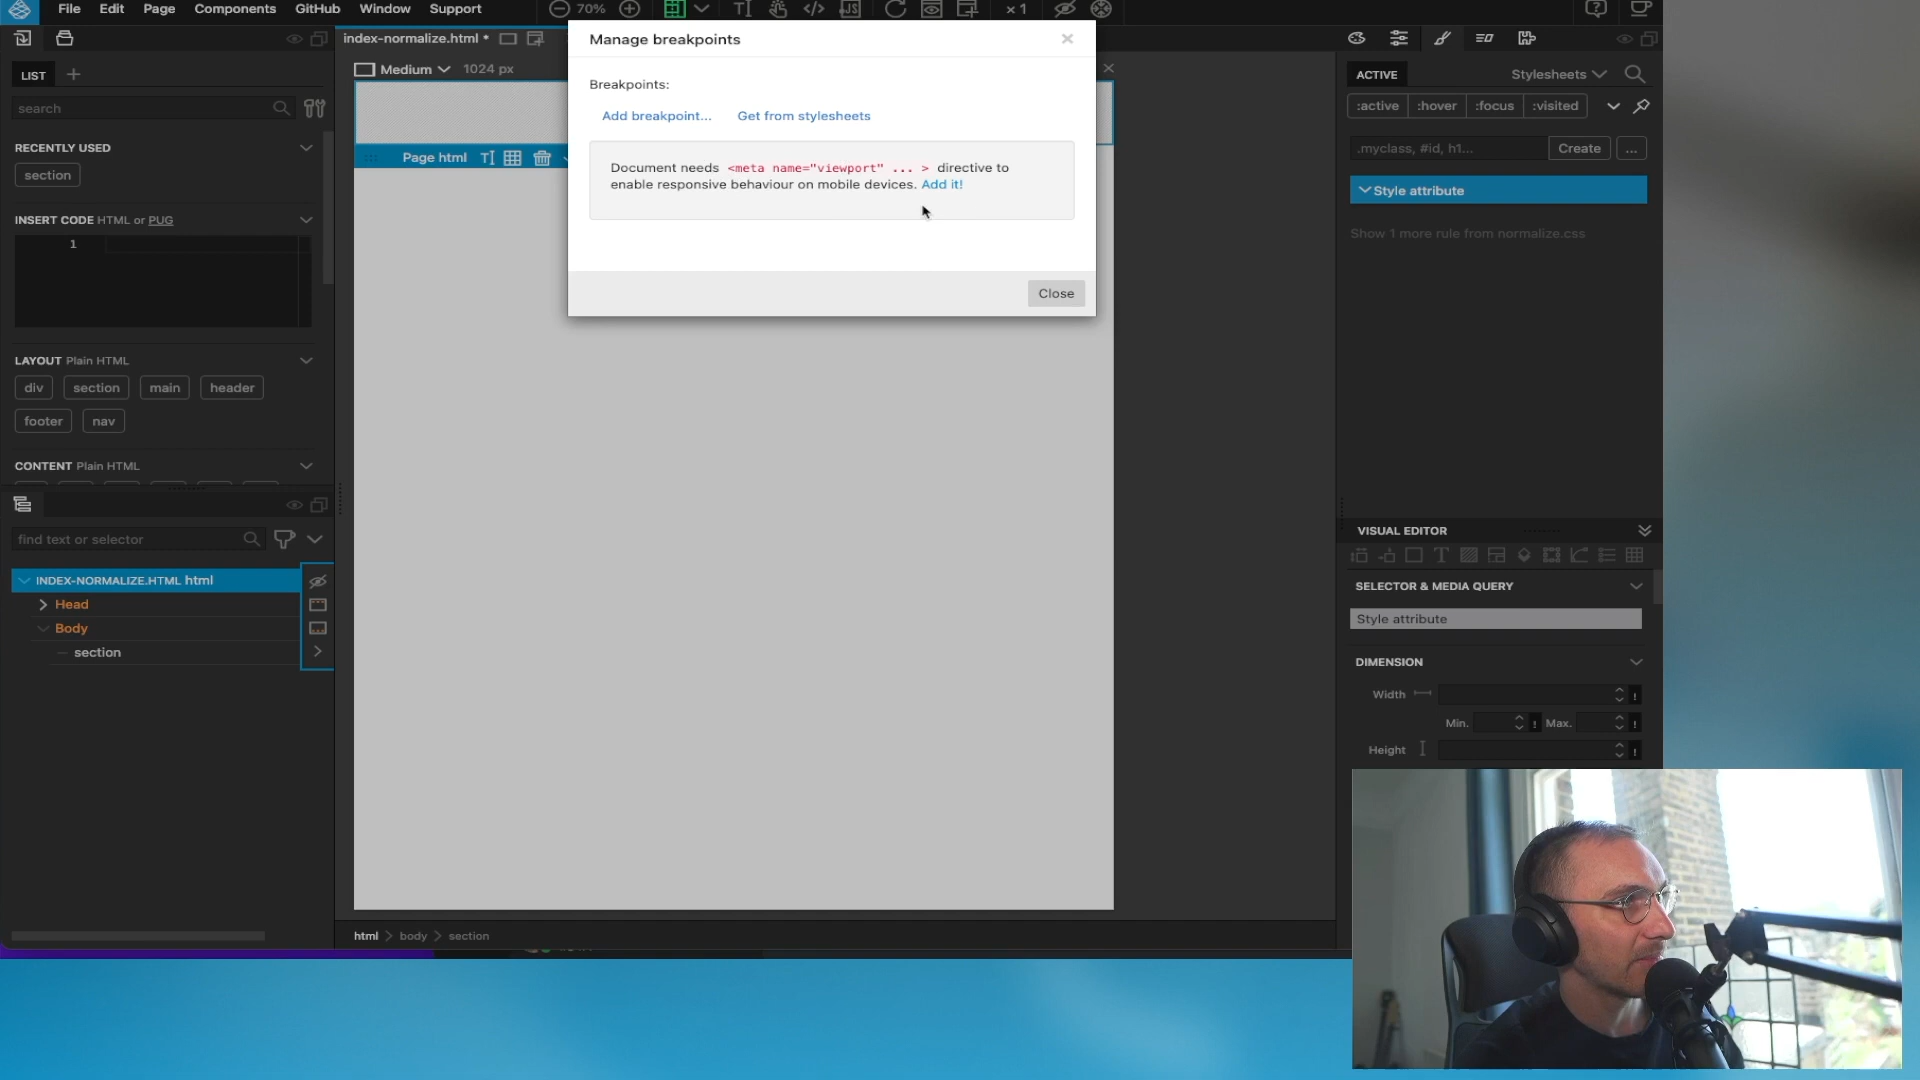 File Edit Page Components GitHub Window Support
70%
x 1
index-normalize.html *
Manage breakpoints
LIST
Medium 1024 px
Breakpoints:
ACTIVE Stylesheets
search
Add breakpoint... Get from stylesheets
:active :hover :focus :visited
RECENTLY USED
section
Page html
Document needs <meta name="viewport" ... > directive to
enable responsive behaviour on mobile devices. Add it!
.myclass, #id, h1... Create ...
Style attribute
INSERT CODE HTML or PUG
1
Show 1 more rule from normalize.css
Close
LAYOUT Plain HTML
div section main header
footer nav
CONTENT Plain HTML
find text or selector
VISUAL EDITOR
INDEX-NORMALIZE.HTML html
Head
Body
section
SELECTOR & MEDIA QUERY
Style attribute
DIMENSION
Width
Min. ! Max. !
Height
html > body > section